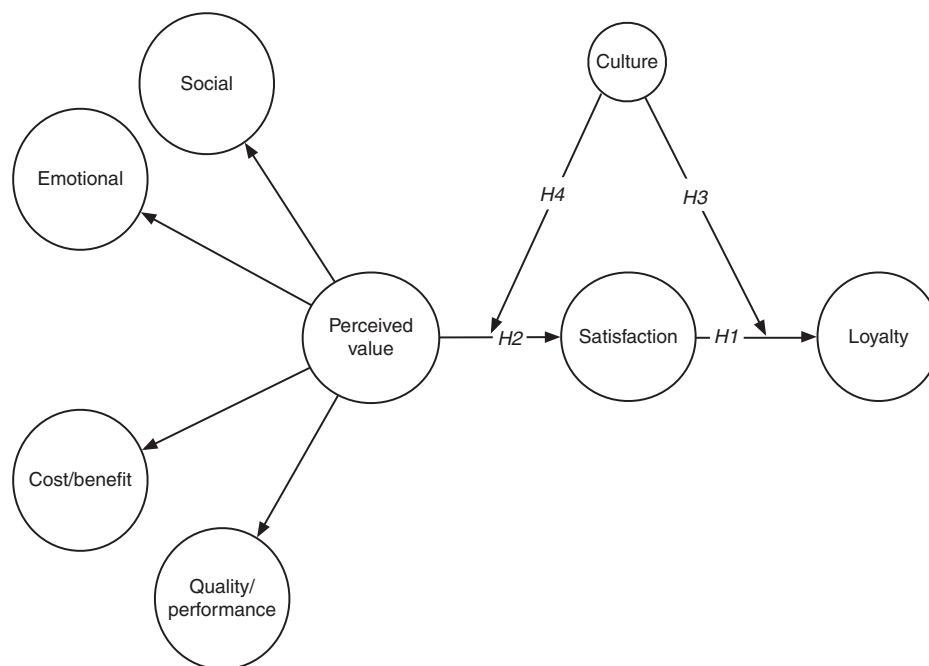 Culture
Social
Emotional
H4
H3
Perceived
value
H2
Satisfaction
H1
Loyalty
Cost/benefit
Quality/
performance